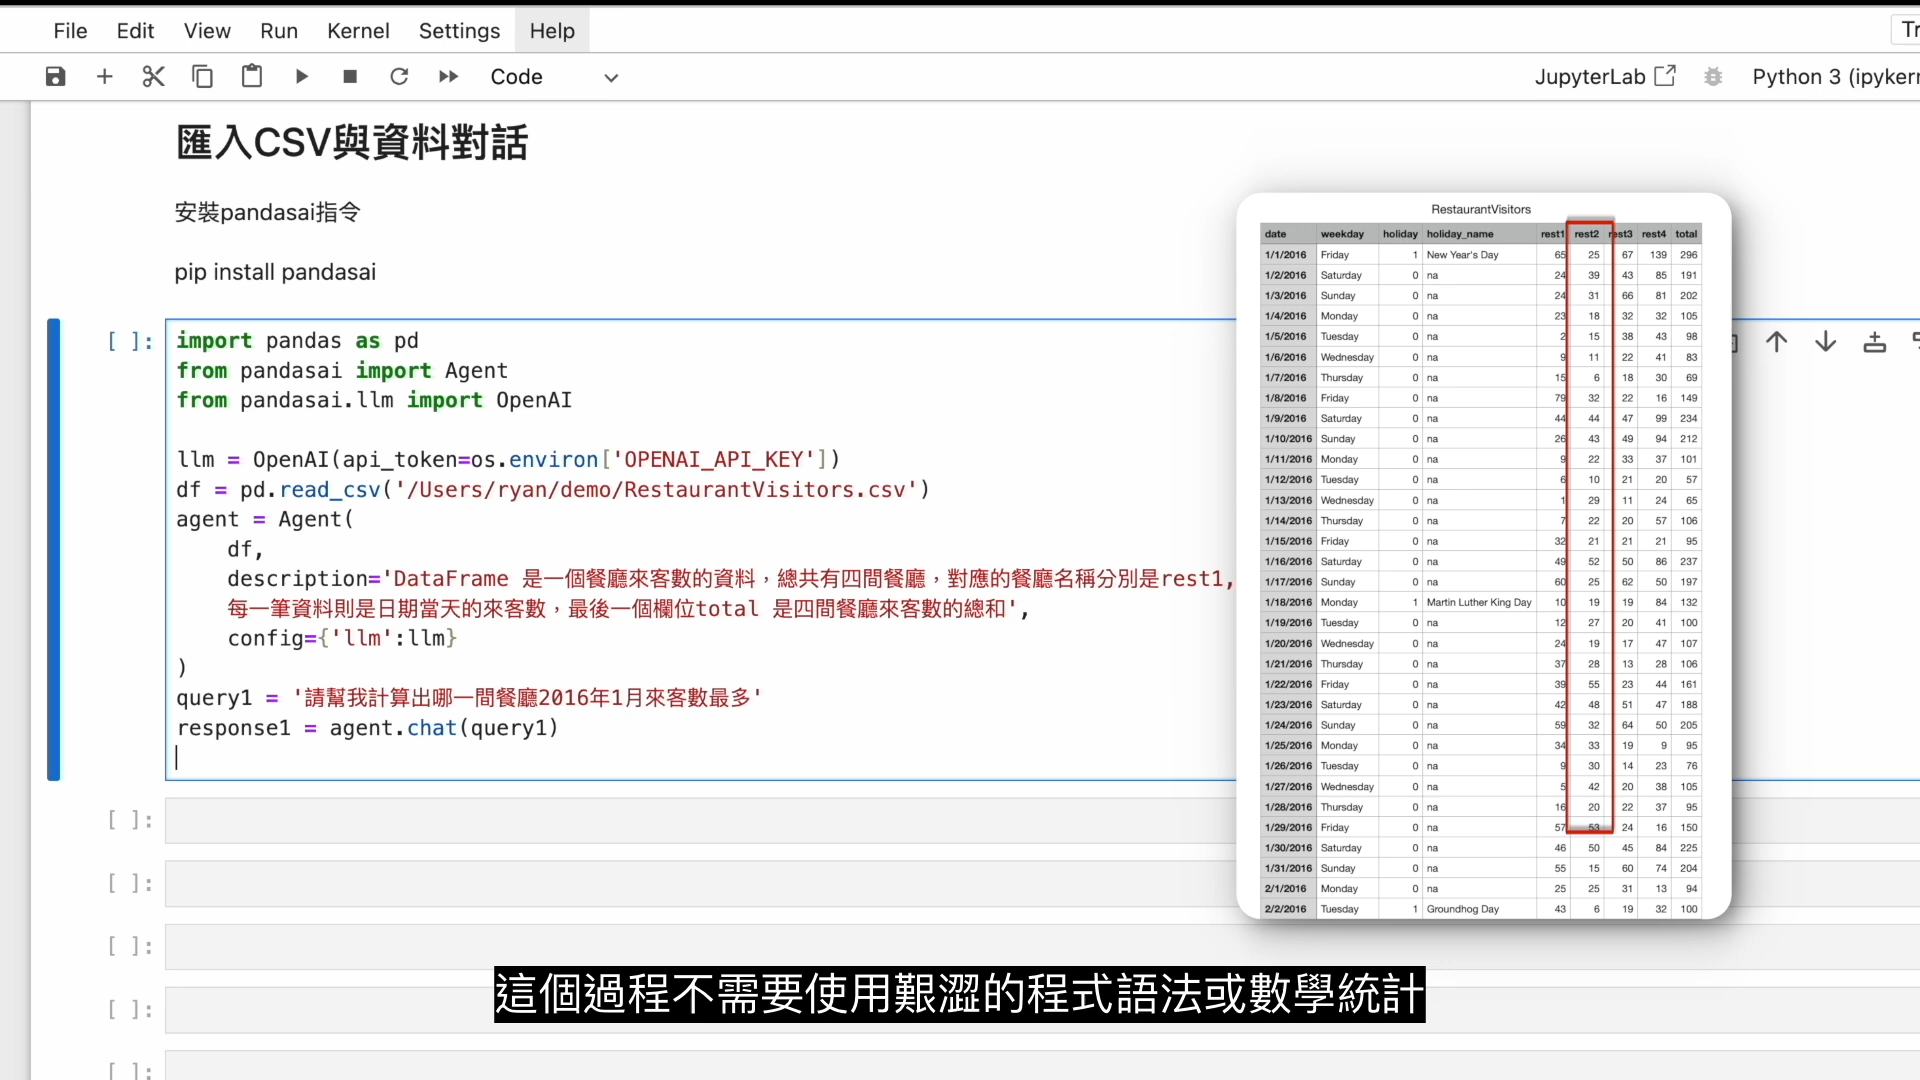 File Edit View Run Kernel Settings Help
Code JupyterLab Python 3 (ipykern
匯入CSV與資料對話
安裝pandasai指令
pip install pandasai
[ ]: import pandas as pd
from pandasai import Agent
from pandasai.llm import OpenAI
llm = OpenAI(api_token=os.environ['OPENAI_API_KEY'])
df = pd.read_csv('/Users/ryan/demo/RestaurantVisitors.csv')
agent = Agent(
df,
description='DataFrame 是一個餐廳來客數的資料，總共有四間餐廳，對應的餐廳名稱分別是rest1,
每一筆資料則是日期當天的來客數，最後一個欄位total 是四間餐廳來客數的總和',
config={'llm':llm}
)
query1 = '請幫我計算出哪一間餐廳2016年1月來客數最多'
response1 = agent.chat(query1)
[ ]:
[ ]:
[ ]:
[ ]:
[ ]:
RestaurantVisitors
date weekday holiday holiday_name rest1 rest2 rest3 rest4 total
1/1/2016 Friday 1 New Year's Day 65 25 67 139 296
1/2/2016 Saturday 0 na 24 39 43 85 191
1/3/2016 Sunday 0 na 24 31 66 81 202
1/4/2016 Monday 0 na 23 18 32 32 105
1/5/2016 Tuesday 0 na 2 15 38 43 98
1/6/2016 Wednesday 0 na 9 11 22 41 83
1/7/2016 Thursday 0 na 15 6 18 30 69
1/8/2016 Friday 0 na 79 32 22 16 149
1/9/2016 Saturday 0 na 44 44 47 99 234
1/10/2016 Sunday 0 na 26 43 49 94 212
1/11/2016 Monday 0 na 9 22 33 37 101
1/12/2016 Tuesday 0 na 6 10 21 20 57
1/13/2016 Wednesday 0 na 1 29 11 24 65
1/14/2016 Thursday 0 na 7 22 20 57 106
1/15/2016 Friday 0 na 32 21 21 21 95
1/16/2016 Saturday 0 na 49 52 50 86 237
1/17/2016 Sunday 0 na 60 25 62 50 197
1/18/2016 Monday 1 Martin Luther King Day 10 19 19 84 132
1/19/2016 Tuesday 0 na 12 27 20 41 100
1/20/2016 Wednesday 0 na 24 19 17 47 107
1/21/2016 Thursday 0 na 37 28 13 28 106
1/22/2016 Friday 0 na 39 55 23 44 161
1/23/2016 Saturday 0 na 42 48 51 47 188
1/24/2016 Sunday 0 na 59 32 64 50 205
1/25/2016 Monday 0 na 34 33 19 9 95
1/26/2016 Tuesday 0 na 9 30 14 23 76
1/27/2016 Wednesday 0 na 5 42 20 38 105
1/28/2016 Thursday 0 na 16 20 22 37 95
1/29/2016 Friday 0 na 57 53 24 16 150
1/30/2016 Saturday 0 na 46 50 45 84 225
1/31/2016 Sunday 0 na 55 15 60 74 204
2/1/2016 Monday 0 na 25 25 31 13 94
2/2/2016 Tuesday 1 Groundhog Day 43 6 19 32 100
這個過程不需要使用艱澀的程式語法或數學統計